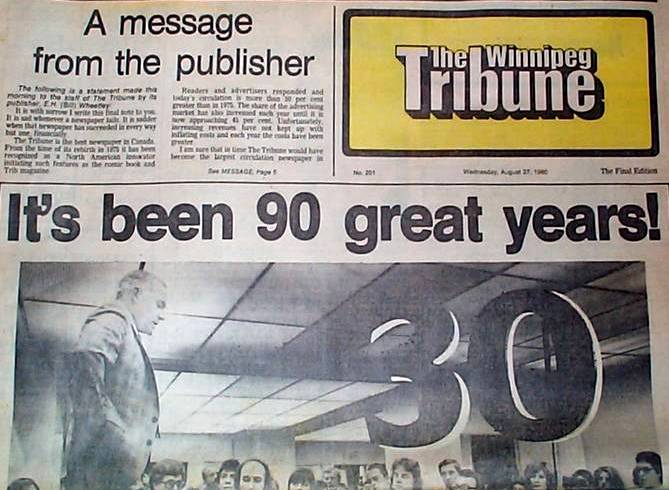 A message
from the publisher
The following is a statement made this
morning to the staff of The Tribune by its
publisher, E.H. (Bill) Wheatley:
It is with sorrow I write this final note to you.
It is sad whenever a newspaper fails. It is sadder
when that newspaper has succeeded in every way
but one, financially.
The Tribune is the best newspaper in Canada.
From the time of its rebirth in 1975 it has been
recognized as a North American innovator
initiating such features as the comic book and
Trib magazine.
Readers and advertisers responded and
today's circulation is more than 50 per cent
greater than in 1975. The share of the advertising
market has also increased each year until it is
now approaching 45 per cent. Unfortunately,
increasing revenues have not kept up with
inflating costs and each year the costs have been
greater.
I am sure that in time The Tribune would have
become the largest circulation newspaper in
See MESSAGE, Page 5
The Winnipeg
Tribune
No. 201
Wednesday, August 27, 1980
The Final Edition
It's been 90 great years!
30